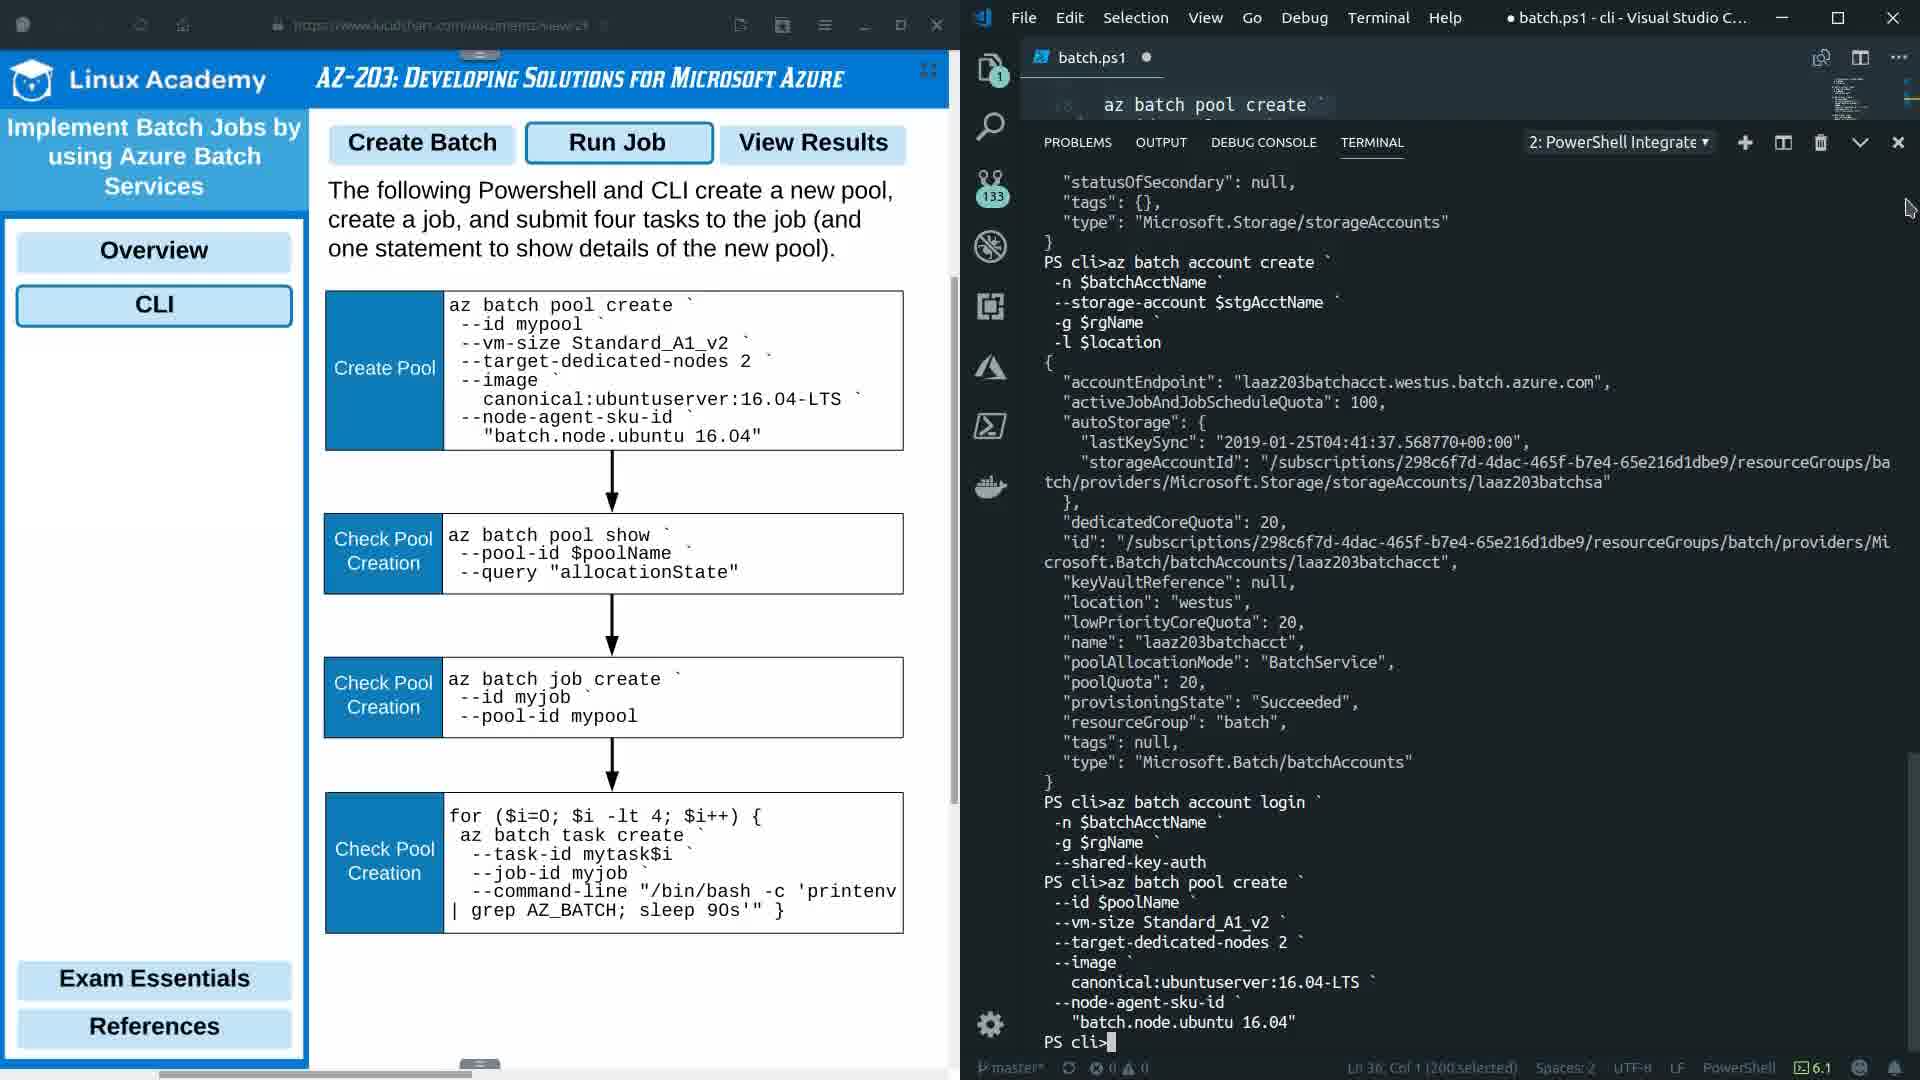 https://www.lucidchart.com/documents/view/29
Linux Academy
AZ-203: Developing Solutions for Microsoft Azure
Implement Batch Jobs by
using Azure Batch
Services
Overview
CLI
Exam Essentials
References
Create Batch
Run Job
View Results
The following Powershell and CLI create a new pool,
create a job, and submit four tasks to the job (and
one statement to show details of the new pool).
Create Pool
az batch pool create `
--id mypool `
--vm-size Standard_A1_v2 `
--target-dedicated-nodes 2 `
--image `
canonical:ubuntuserver:16.04-LTS `
--node-agent-sku-id `
"batch.node.ubuntu 16.04"
Check Pool
Creation
az batch pool show `
--pool-id $poolName `
--query "allocationState"
Check Pool
Creation
az batch job create `
--id myjob `
--pool-id mypool
Check Pool
Creation
for ($i=0; $i -lt 4; $i++) {
az batch task create `
--task-id mytask$i `
--job-id myjob `
--command-line "/bin/bash -c 'printenv
| grep AZ_BATCH; sleep 90s'" }
File Edit Selection View Go Debug Terminal Help
● batch.ps1 - cli - Visual Studio C...
batch.ps1
18 az batch pool create `
PROBLEMS OUTPUT DEBUG CONSOLE TERMINAL
2: PowerShell Integrate
1
133
"statusOfSecondary": null,
"tags": {},
"type": "Microsoft.Storage/storageAccounts"
}
PS cli>az batch account create `
-n $batchAcctName `
--storage-account $stgAcctName `
-g $rgName `
-l $location
{
"accountEndpoint": "laaz203batchacct.westus.batch.azure.com",
"activeJobAndJobScheduleQuota": 100,
"autoStorage": {
"lastKeySync": "2019-01-25T04:41:37.568770+00:00",
"storageAccountId": "/subscriptions/298c6f7d-4dac-465f-b7e4-65e216d1dbe9/resourceGroups/ba
tch/providers/Microsoft.Storage/storageAccounts/laaz203batchsa"
},
"dedicatedCoreQuota": 20,
"id": "/subscriptions/298c6f7d-4dac-465f-b7e4-65e216d1dbe9/resourceGroups/batch/providers/Mi
crosoft.Batch/batchAccounts/laaz203batchacct",
"keyVaultReference": null,
"location": "westus",
"lowPriorityCoreQuota": 20,
"name": "laaz203batchacct",
"poolAllocationMode": "BatchService",
"poolQuota": 20,
"provisioningState": "Succeeded",
"resourceGroup": "batch",
"tags": null,
"type": "Microsoft.Batch/batchAccounts"
}
PS cli>az batch account login `
-n $batchAcctName `
-g $rgName `
--shared-key-auth
PS cli>az batch pool create `
--id $poolName `
--vm-size Standard_A1_v2 `
--target-dedicated-nodes 2 `
--image `
canonical:ubuntuserver:16.04-LTS `
--node-agent-sku-id `
"batch.node.ubuntu 16.04"
PS cli>
master* 0 0 Ln 36, Col 1 (200 selected) Spaces: 2 UTF-8 LF PowerShell 6.1